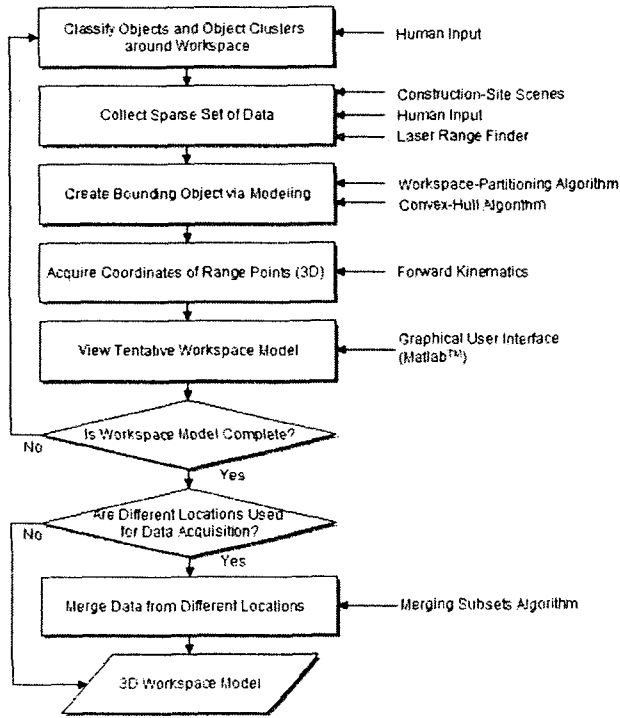 Classify Objects and Object Clusters
around Workspace
Human Input
Collect Sparse Set of Data
Construction-Site Scenes
Human Input
Laser Range Finder
Create Bounding Object via Modeling
Workspace-Partitioning Algorithm
Convex-Hull Algorithm
Acquire Coordinates of Range Points (3D)
Forward Kinematics
View Tentative Workspace Model
Graphical User Interface
(Matlab™)
Is Workspace Model Complete?
No
Yes
Are Different Locations Used
for Data Acquisition?
No
Yes
Merge Data from Different Locations
Merging Subsets Algorithm
3D Workspace Model